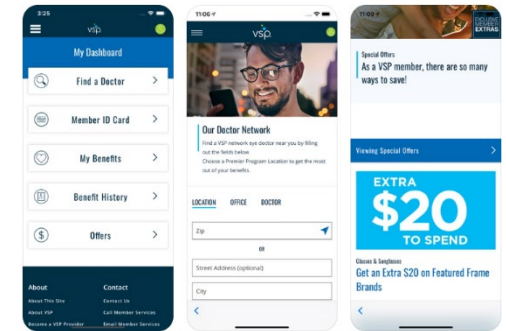 3:25
vsp
My Dashboard
Find a Doctor
Member ID Card
My Benefits
Benefit History
Offers
About
Contact
About This Site
Contact Us
About VSP
Call Member Services
Become a VSP Provider
Email Member Services
11:06
vsp
Our Doctor Network
Find a VSP network eye doctor near you by filling
out the fields below
Choose a Premier Program Location to get the most
out of your benefits.
LOCATION
OFFICE
DOCTOR
Zip
or
Street Address (optional)
City
11:06
EXCLUSIVE
MEMBER
EXTRAS
Special Offers
As a VSP member, there are so many
ways to save!
Viewing Special Offers
EXTRA
$20
TO SPEND
Glasses & Sunglasses
Get an Extra $20 on Featured Frame
Brands